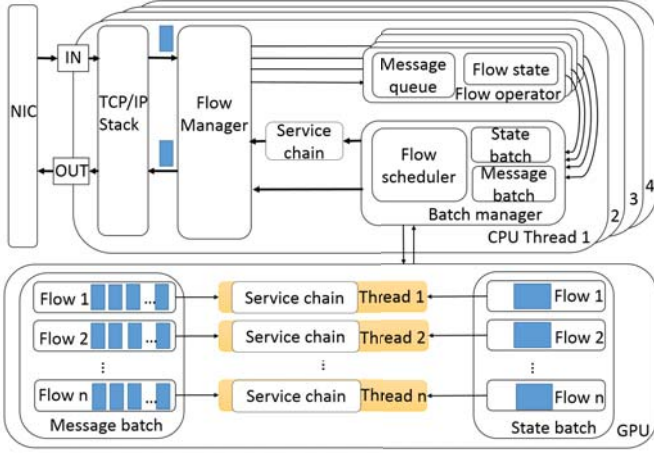 NIC
IN
OUT
TCP/IP
Stack
Flow
Manager
Message
queue
Flow state
Flow operator
Service
chain
Flow
scheduler
State
batch
Message
batch
Batch manager
CPU Thread 1
2
3
4
Flow 1
...
Service chain
Thread 1
Flow 1
Flow 2
...
Service chain
Thread 2
Flow 2
...
...
...
Flow n
...
Service chain
Thread n
Flow n
Message batch
State batch
GPU